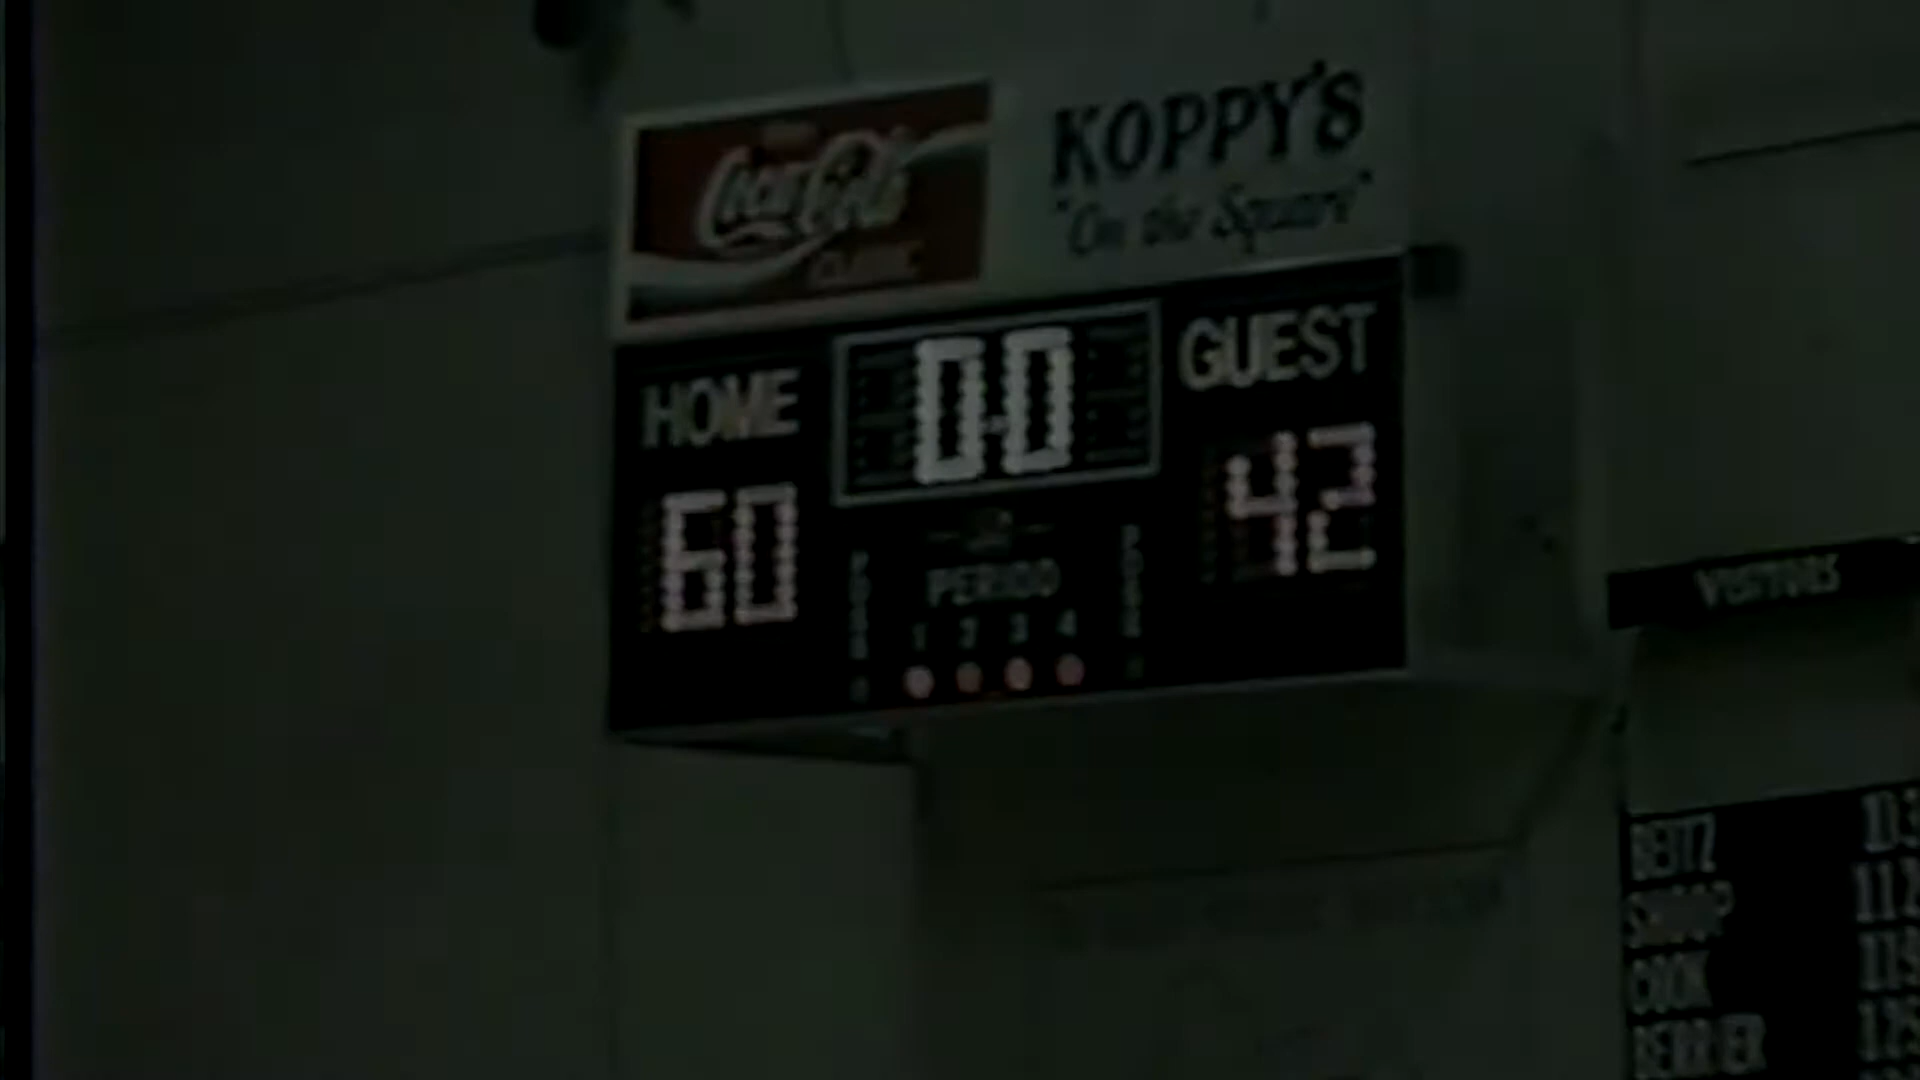 Coca-Cola
CLASSIC
KOPPY'S
"On the Square"
HOME
0.0
GUEST
60
42
PERIOD
1 2 3 4
VISITORS
BEITZ
SHOOP
COOK
BERRIER